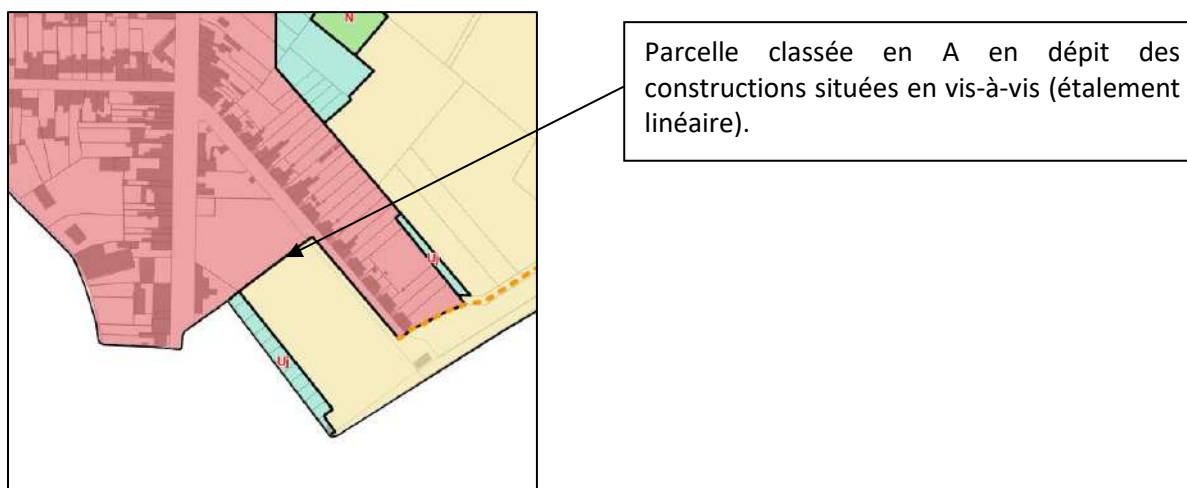 N
Parcelle classée en A en dépit des
constructions situées en vis-à-vis (étalement
linéaire).
Uj
Uj